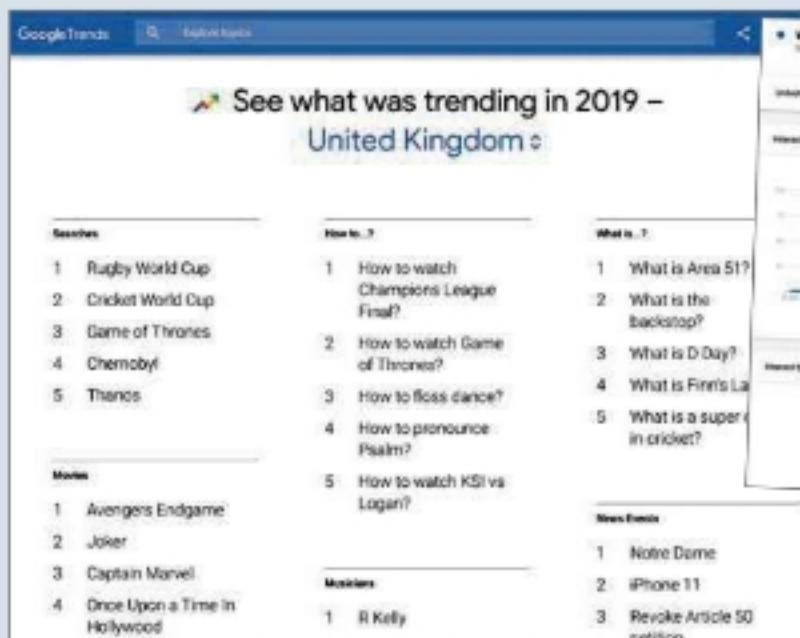 GoogleTrends
Explore topics
See what was trending in 2019 –
United Kingdom
Searches
1 Rugby World Cup
2 Cricket World Cup
3 Game of Thrones
4 Chernobyl
5 Thanos
Movies
1 Avengers Endgame
2 Joker
3 Captain Marvel
4 Once Upon a Time In
Hollywood
How to...?
1 How to watch
Champions League
Final?
2 How to watch Game
of Thrones?
3 How to floss dance?
4 How to pronounce
Psalm?
5 How to watch KSI vs
Logan?
Musicians
1 R Kelly
What is...?
1 What is Area 51?
2 What is the
backstop?
3 What is D Day?
4 What is Finn's La
5 What is a super
in cricket?
News Events
1 Notre Dame
2 iPhone 11
3 Revoke Article 50
petition